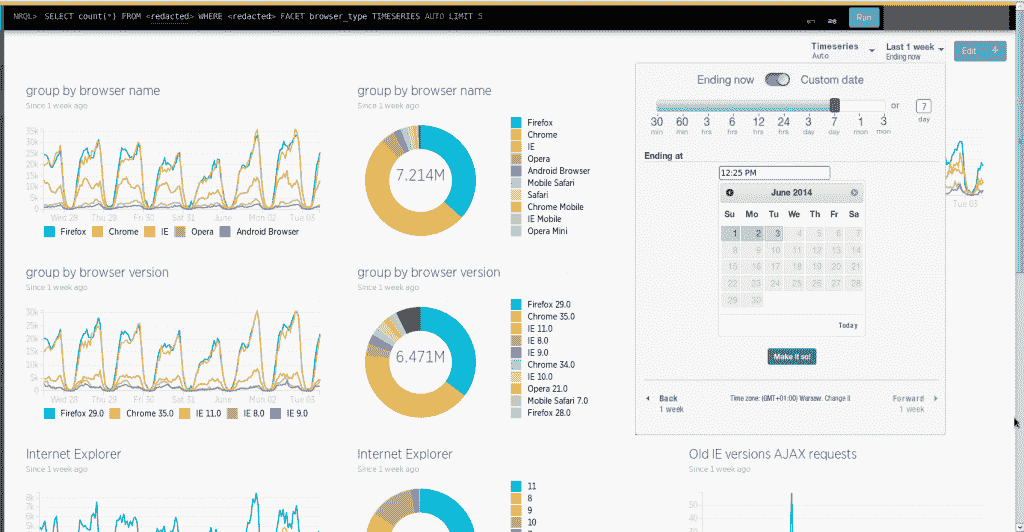 NRQL> SELECT count(*) FROM <redacted> WHERE <redacted> FACET browser_type TIMESERIES AUTO LIMIT 5
Run
Timeseries
Auto
Last 1 week
Ending now
Edit
group by browser name
Since 1 week ago
35k
30k
25k
20k
15k
10k
5k
0
Wed 28 Thu 29 Fri 30 Sat 31 June Mon 02 Tue 03
Firefox Chrome IE Opera Android Browser
group by browser name
Since 1 week ago
7.214M
Firefox
Chrome
IE
Opera
Android Browser
Mobile Safari
Safari
Chrome Mobile
IE Mobile
Opera Mini
Ending now Custom date
30 60 3 6 12 24 3 7 1 3
min min hrs hrs hrs hrs day day mon mon
or
7
day
Ending at
12:25 PM
June 2014
Su Mo Tu We Th Fr Sa
1 2 3 4 5 6 7
8 9 10 11 12 13 14
15 16 17 18 19 20 21
22 23 24 25 26 27 28
29 30
Today
Make it so!
Back
1 week
Time zone: (GMT+01:00) Warsaw. Change it
Forward
1 week
Tue 03
group by browser version
Since 1 week ago
30k
25k
20k
15k
10k
5k
0
Wed 28 Thu 29 Fri 30 Sat 31 June Mon 02 Tue 03
Firefox 29.0 Chrome 35.0 IE 11.0 IE 8.0 IE 9.0
group by browser version
Since 1 week ago
6.471M
Firefox 29.0
Chrome 35.0
IE 11.0
IE 8.0
IE 9.0
Chrome 34.0
IE 10.0
Opera 21.0
Mobile Safari 7.0
Firefox 28.0
Internet Explorer
Since 1 week ago
8k
7k
6k
Internet Explorer
Since 1 week ago
11
8
9
10
Old IE versions AJAX requests
Since 1 week ago
50
40